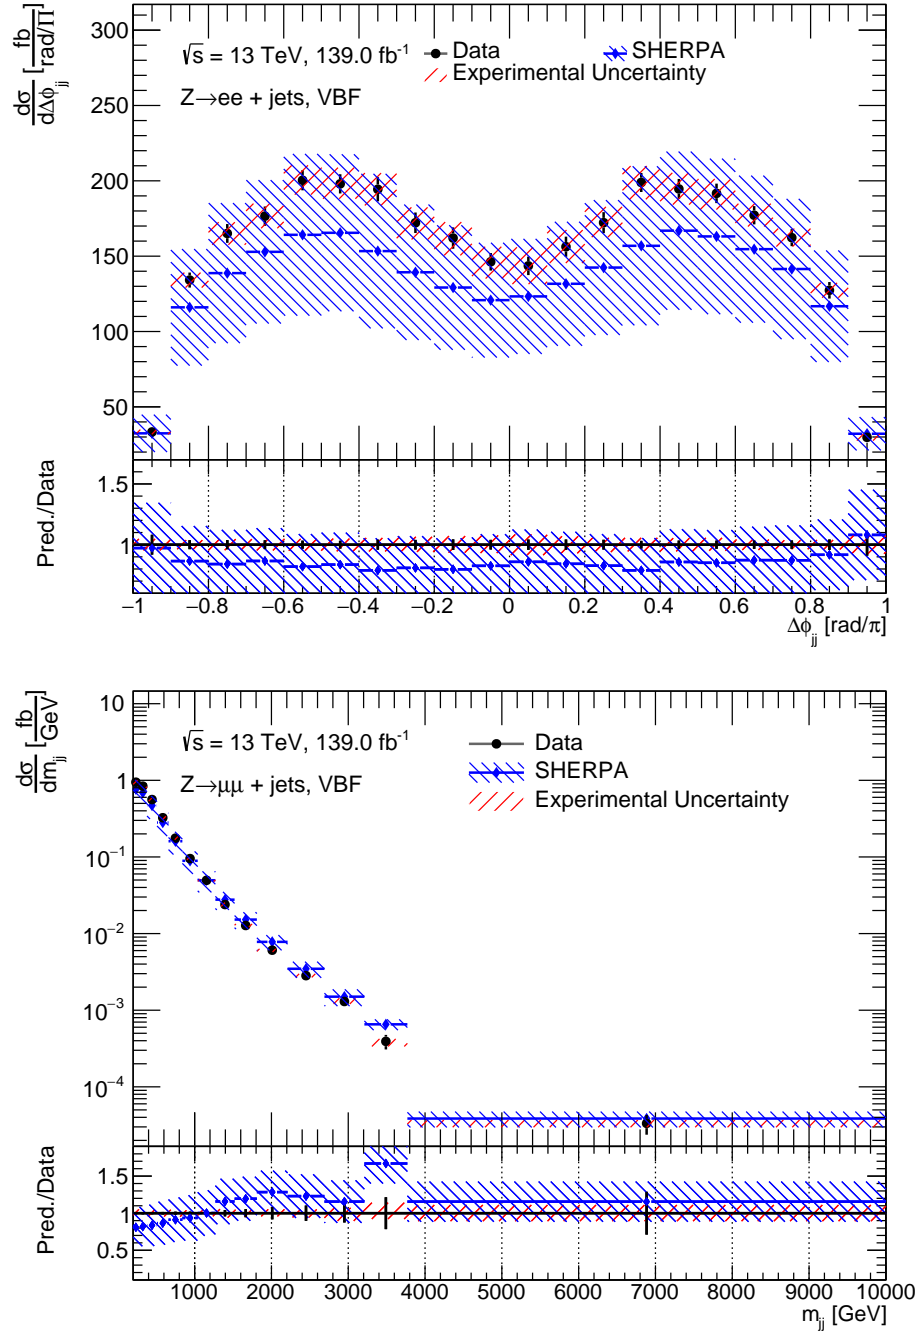 dσ/dΔϕjj [fb/rad/Π]
300
250
200
150
100
50
√s = 13 TeV, 139.0 fb-1
Z→ee + jets, VBF
Data
SHERPA
Experimental Uncertainty
Pred./Data
1.5
1
−1 −0.8 −0.6 −0.4 −0.2 0 0.2 0.4 0.6 0.8 1
Δϕjj [rad/π]
dσ/dmjj [fb/GeV]
10
1
10−1
10−2
10−3
10−4
√s = 13 TeV, 139.0 fb-1
Z→μμ + jets, VBF
Data
SHERPA
Experimental Uncertainty
Pred./Data
1.5
1
0.5
1000 2000 3000 4000 5000 6000 7000 8000 9000 10000
mjj [GeV]